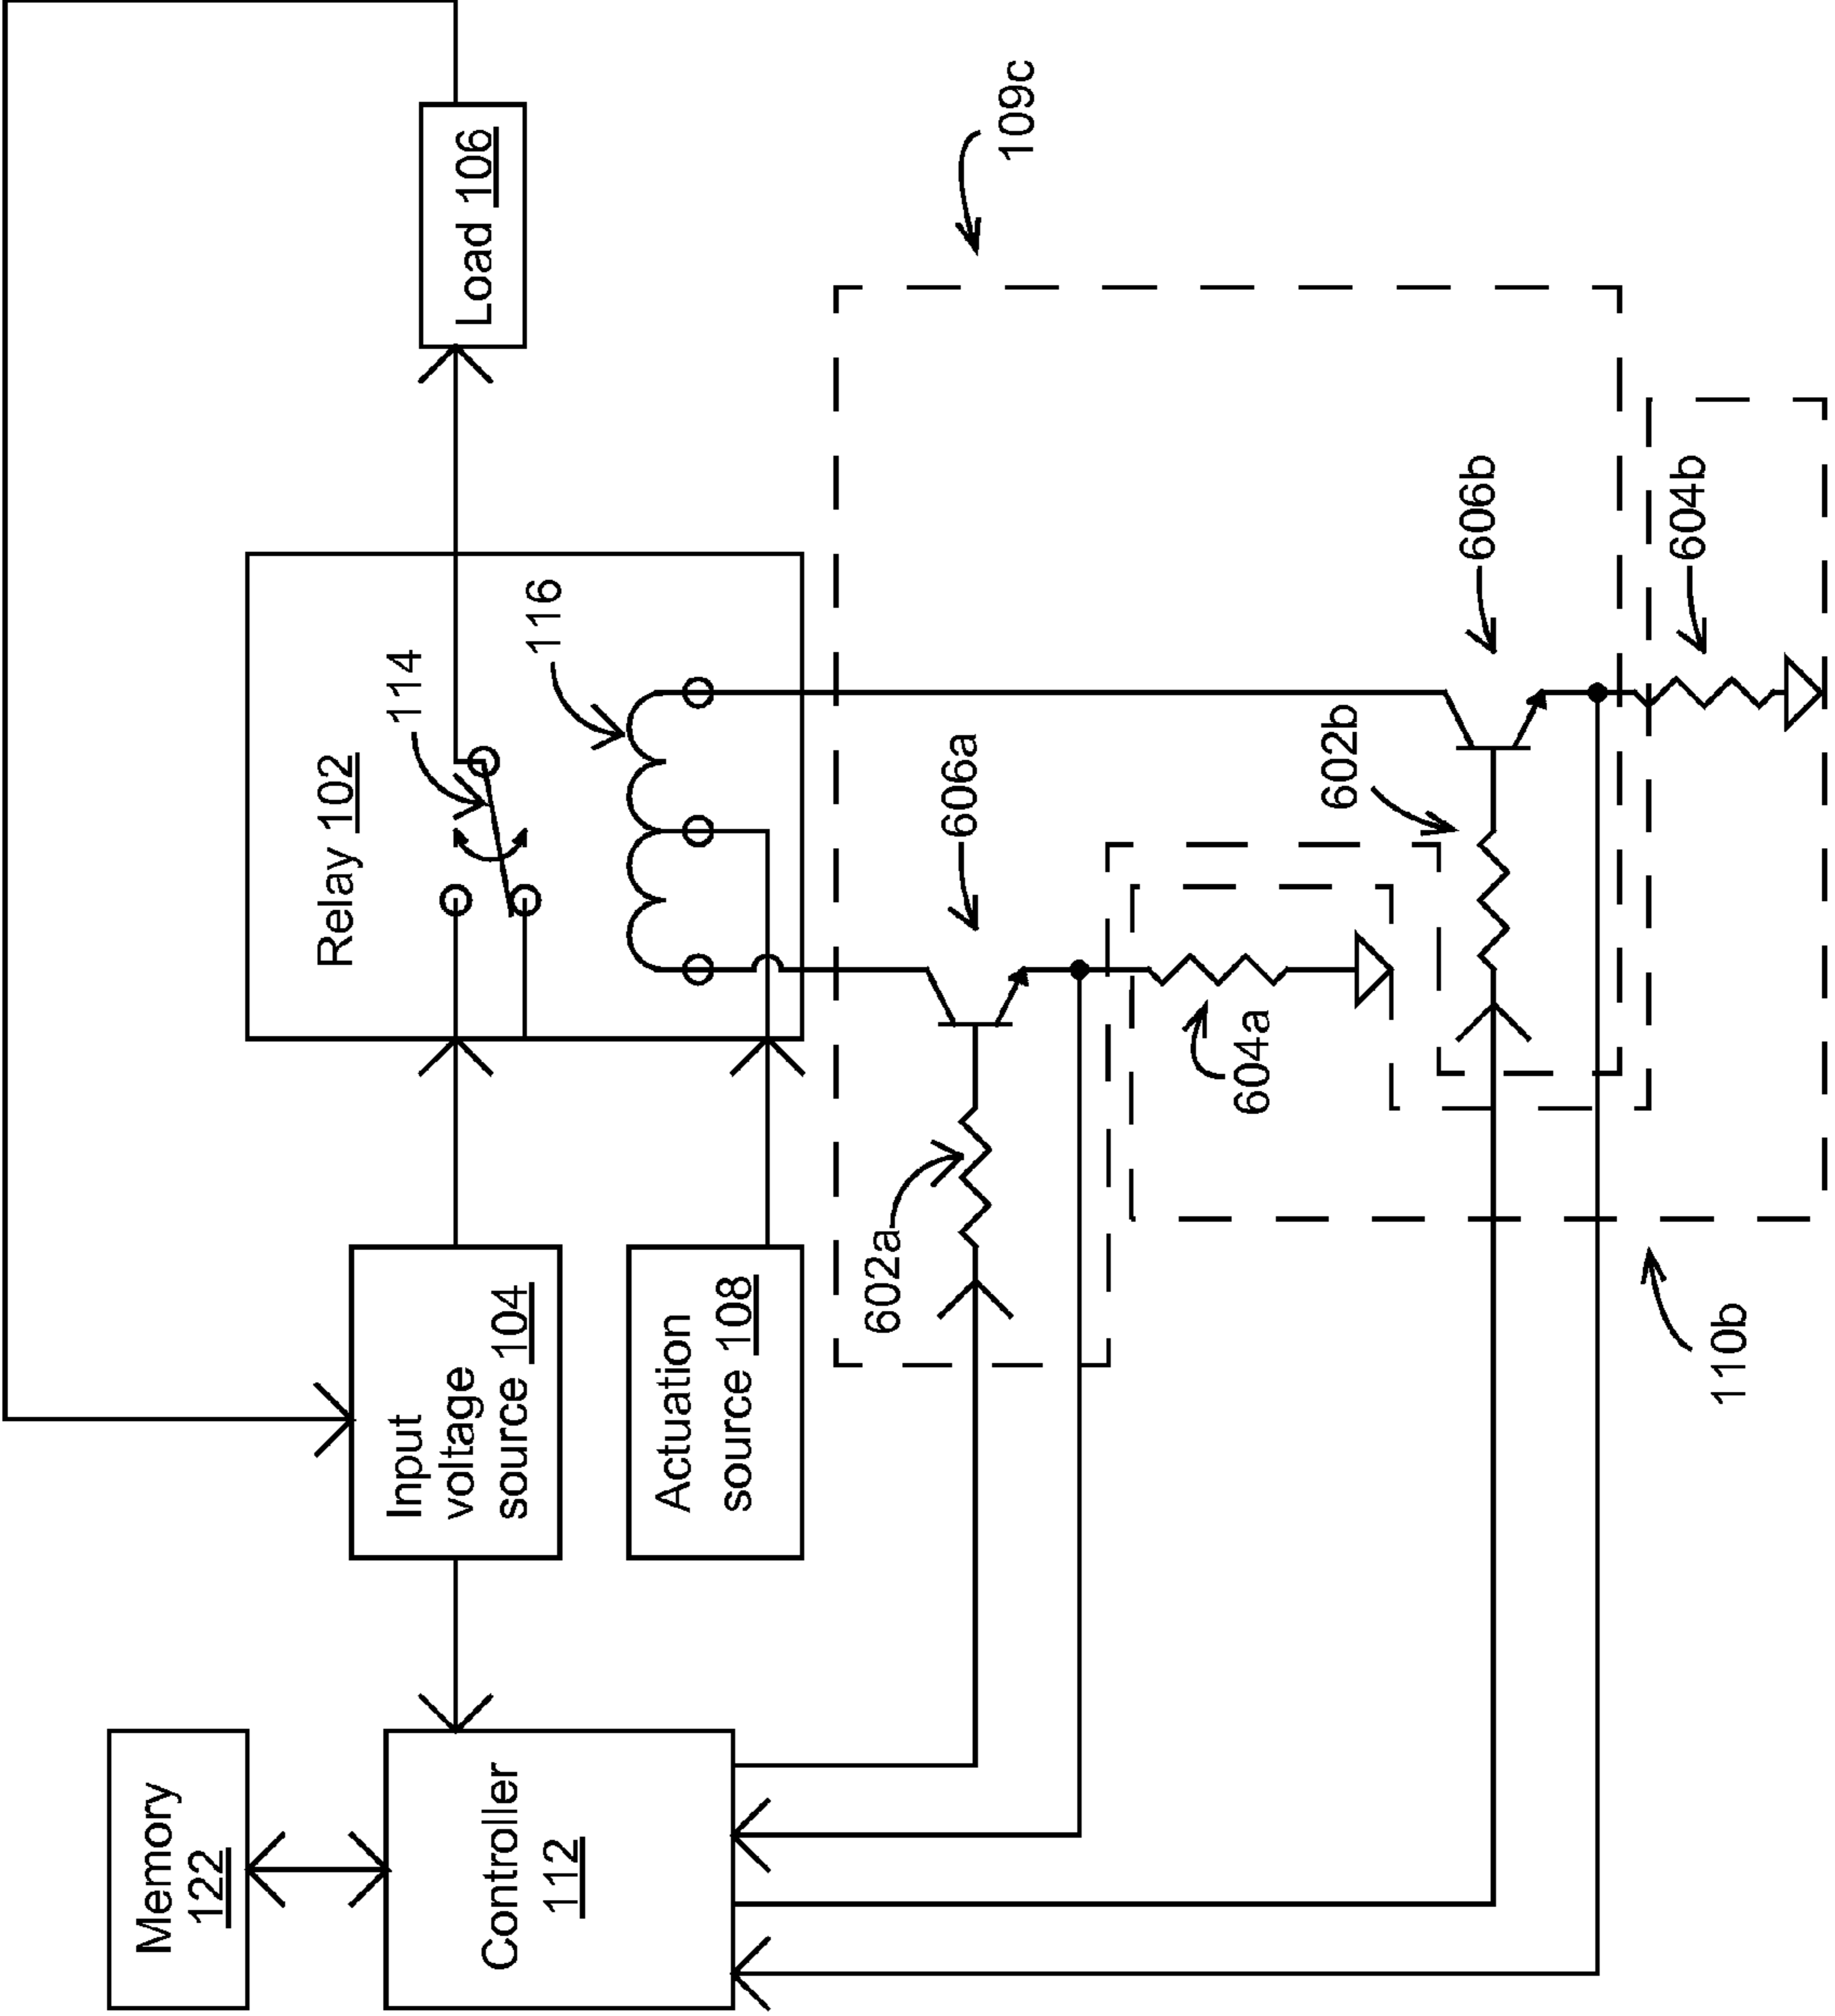 Memory
122
Controller
112
Input
voltage
source 104
Actuation
source 108
Relay 102
114
116
Load 106
109c
602a
606a
604a
602b
606b
604b
110b